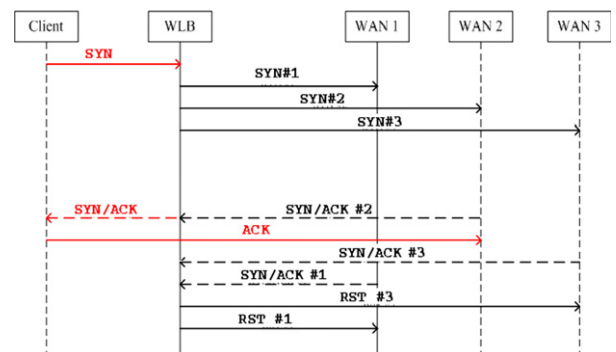 Client WLB WAN 1 WAN 2 WAN 3
SYN
SYN#1
SYN#2
SYN#3
SYN/ACK SYN/ACK #2
ACK
SYN/ACK #3
SYN/ACK #1
RST #3
RST #1